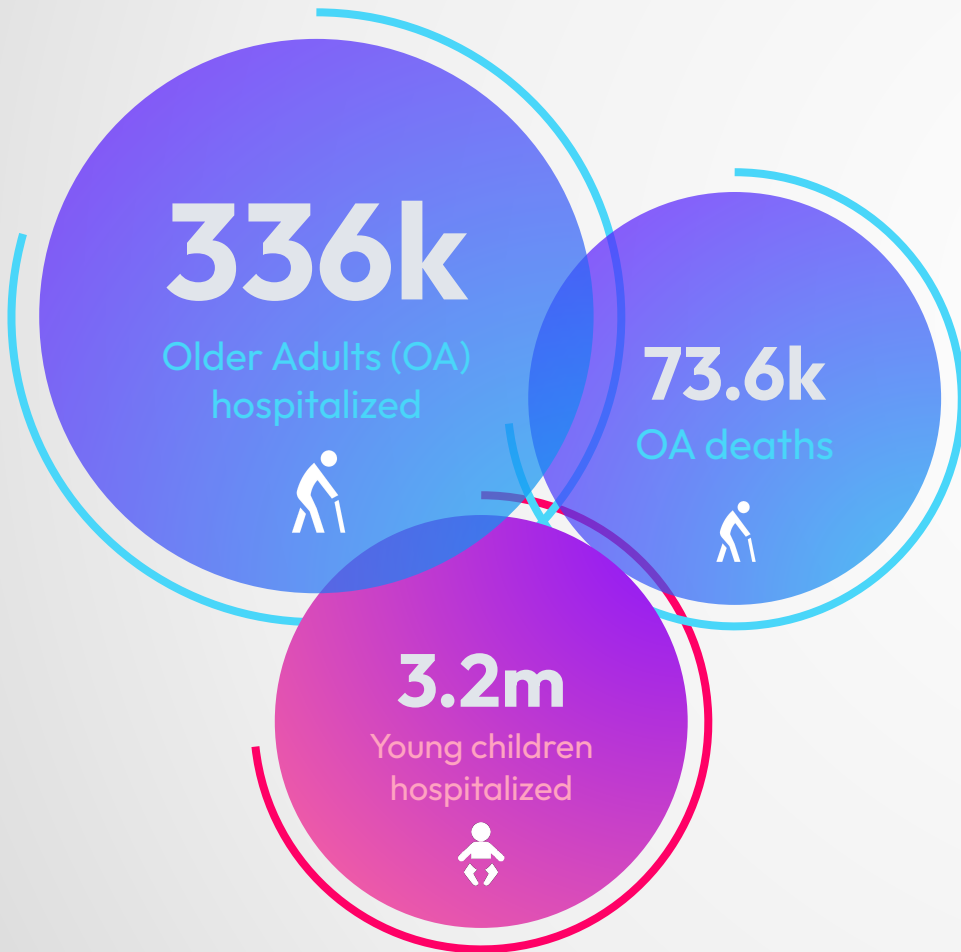 336k
Older Adults (OA)
hospitalized
73.6k
OA deaths
3.2m
Young children
hospitalized